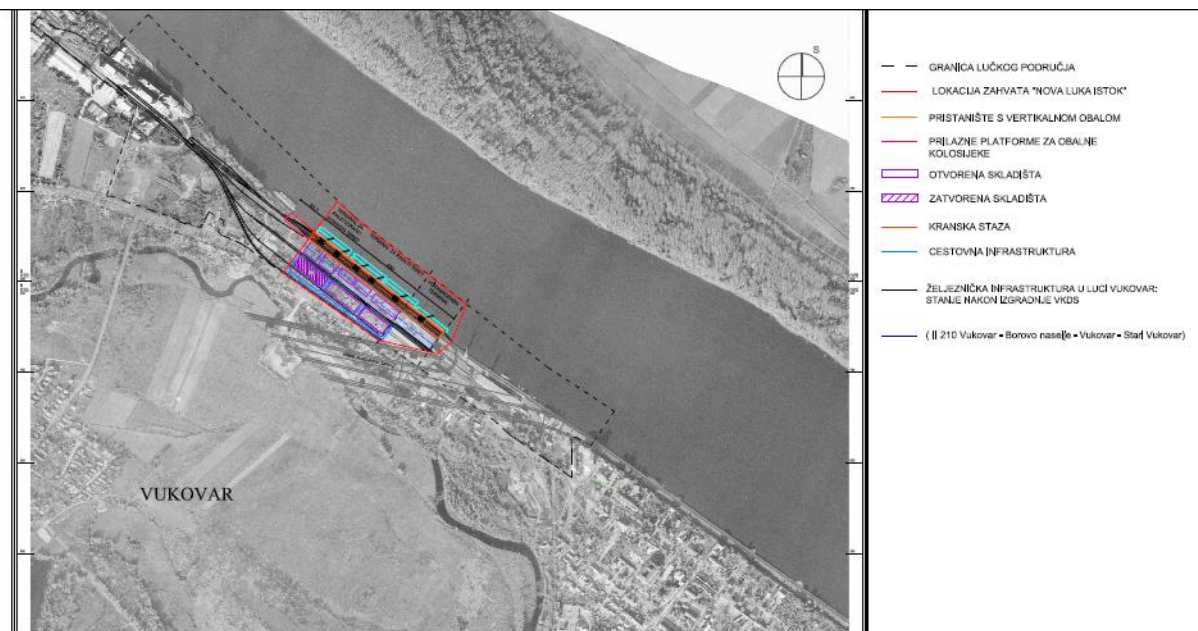 S
VUKOVAR
GRANICA LUČKOG PODRUČJA
LOKACIJA ZAHVATA "NOVA LUKA ISTOK"
PRISTANIŠTE S VERTIKALNOM OBALOM
PRILAZNE PLATFORME ZA OBALNE
KOLOSIJEKE
OTVORENA SKLADIŠTA
ZATVORENA SKLADIŠTA
KRANSKA STAZA
CESTOVNA INFRASTRUKTURA
ŽELJEZNIČKA INFRASTRUKTURA U LUCI VUKOVAR:
STANJE NAKON IZGRADNJE VKDS
( II 210 Vukovar - Borovo naselje - Vukovar - Stari Vukovar)